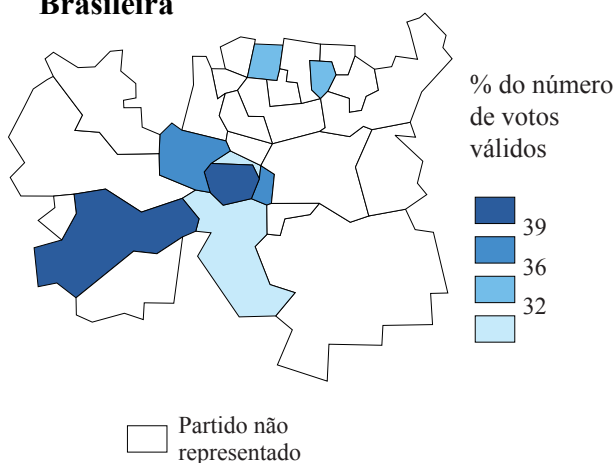 Brasileira
% do número
de votos
válidos
39
36
32
Partido não
representado